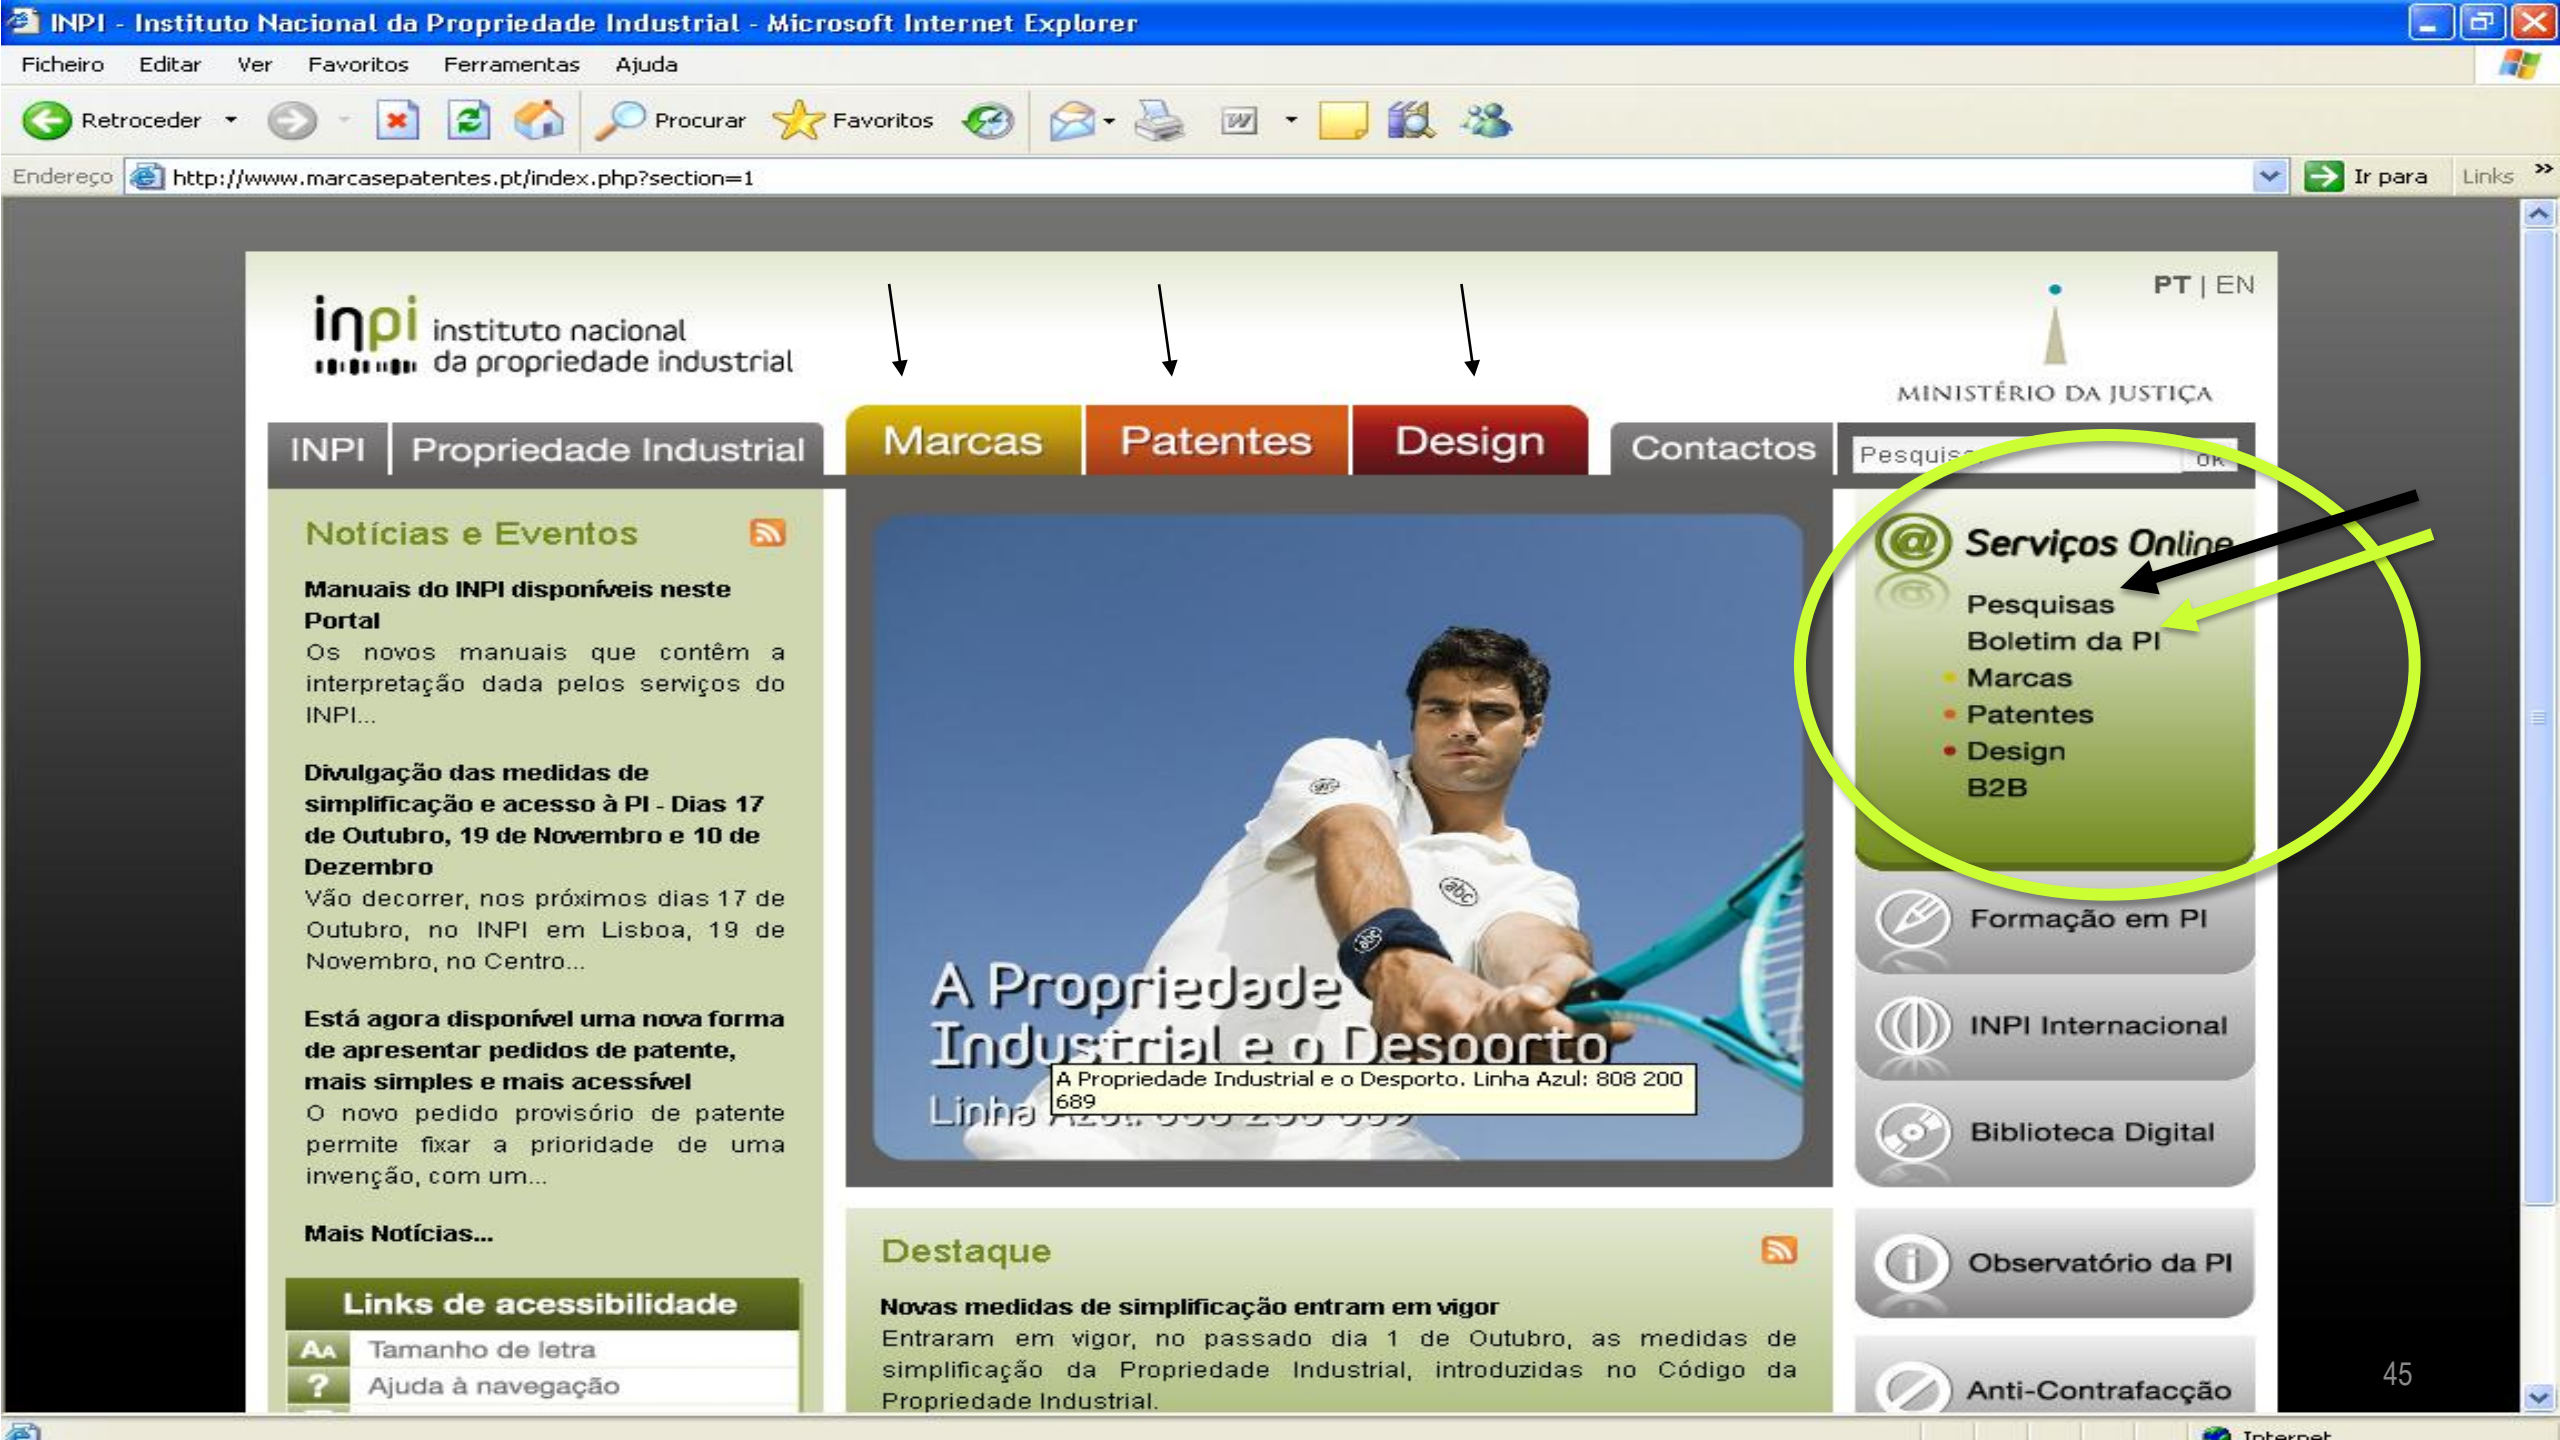 INPI - Instituto Nacional da Propriedade Industrial - Microsoft Internet Explorer
Ficheiro Editar Ver Favoritos Ferramentas Ajuda
Retroceder Procurar Favoritos
Endereço http://www.marcasepatentes.pt/index.php?section=1 Ir para Links »
PT | EN
inpi instituto nacional
da propriedade industrial
MINISTÉRIO DA JUSTIÇA
INPI Propriedade Industrial Marcas Patentes Design Contactos
ok
Notícias e Eventos
Manuais do INPI disponíveis neste
Portal
Os novos manuais que contêm a
interpretação dada pelos serviços do
INPI...
Divulgação das medidas de
simplificação e acesso à PI - Dias 17
de Outubro, 19 de Novembro e 10 de
Dezembro
Vão decorrer, nos próximos dias 17 de
Outubro, no INPI em Lisboa, 19 de
Novembro, no Centro...
Está agora disponível uma nova forma
de apresentar pedidos de patente,
mais simples e mais acessível
O novo pedido provisório de patente
permite fixar a prioridade de uma
invenção, com um...
Mais Notícias...
Links de acessibilidade
AA Tamanho de letra
? Ajuda à navegação
abc
abc
A Propriedade
Industrial e o Desporto
Linha
A Propriedade Industrial e o Desporto. Linha Azul: 808 200
689
Destaque
Novas medidas de simplificação entram em vigor
Entraram em vigor, no passado dia 1 de Outubro, as medidas de
simplificação da Propriedade Industrial, introduzidas no Código da
Propriedade Industrial.
@ Serviços Online
Pesquisas
Boletim da PI
• Marcas
• Patentes
• Design
B2B
Formação em PI
INPI Internacional
Biblioteca Digital
Observatório da PI
Anti-Contrafacção
45
Internet